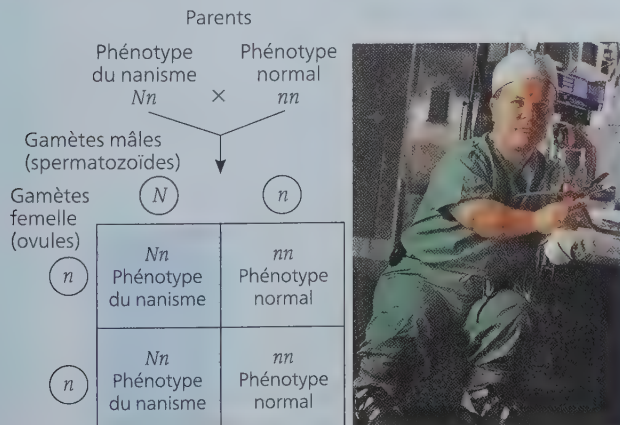 Parents
Phénotype
du nanisme
Nn
×
Phénotype
normal
nn
Gamètes mâles
(spermatozoïdes)
N
n
Gamètes
femelle
(ovules)
n
Nn
Phénotype
du nanisme
nn
Phénotype
normal
n
Nn
Phénotype
du nanisme
nn
Phénotype
normal